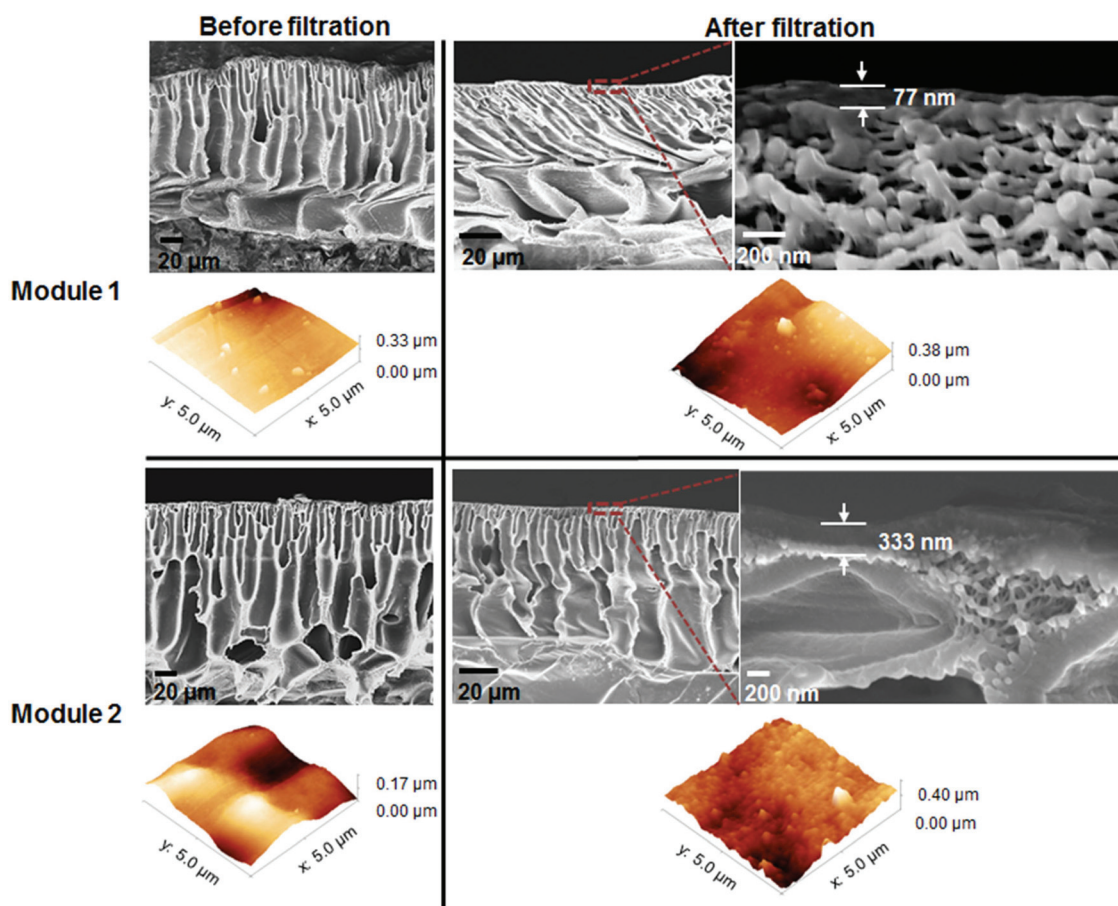 Before filtration
After filtration
77 nm
20 µm
20 µm
200 nm
Module 1
0.33 µm
0.00 µm
y: 5.0 µm
x: 5.0 µm
0.38 µm
0.00 µm
y: 5.0 µm
x: 5.0 µm
333 nm
20 µm
20 µm
200 nm
Module 2
0.17 µm
0.00 µm
y: 5.0 µm
x: 5.0 µm
0.40 µm
0.00 µm
y: 5.0 µm
x: 5.0 µm